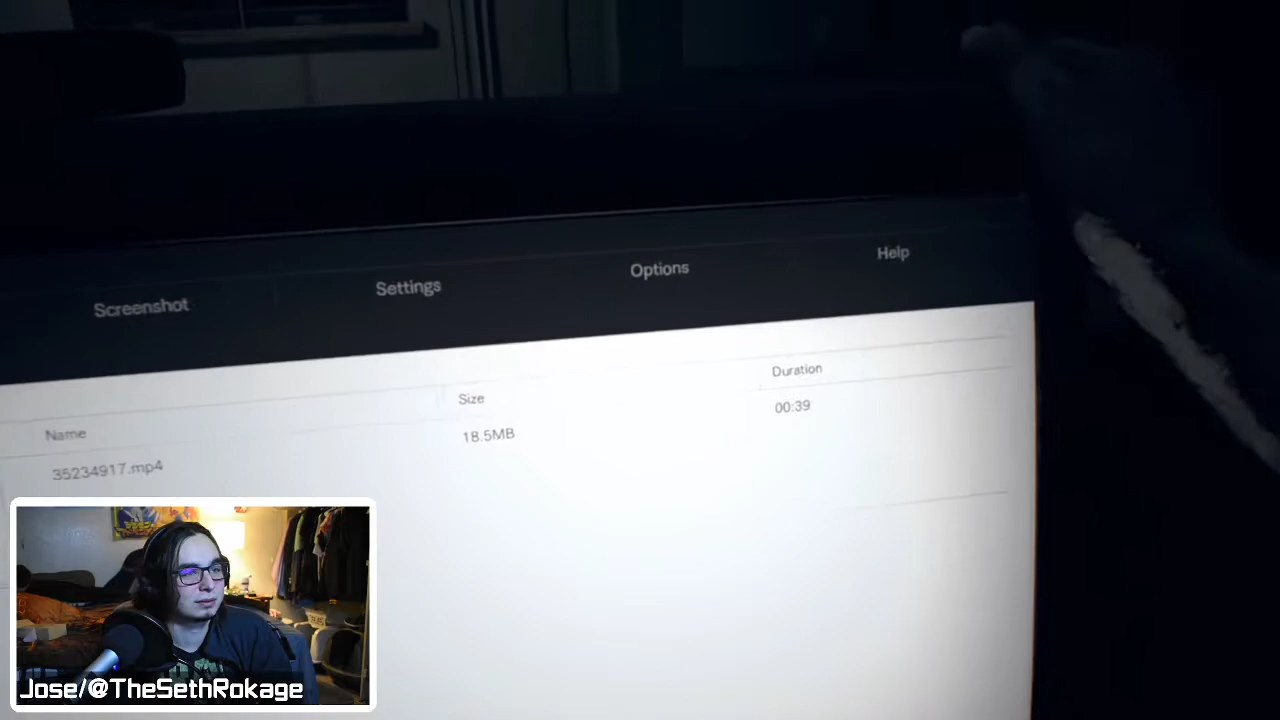 Screenshot Settings Options Help
Name Size Duration
35234917.mp4 18.5MB 00:39
Jose/@TheSethRokage